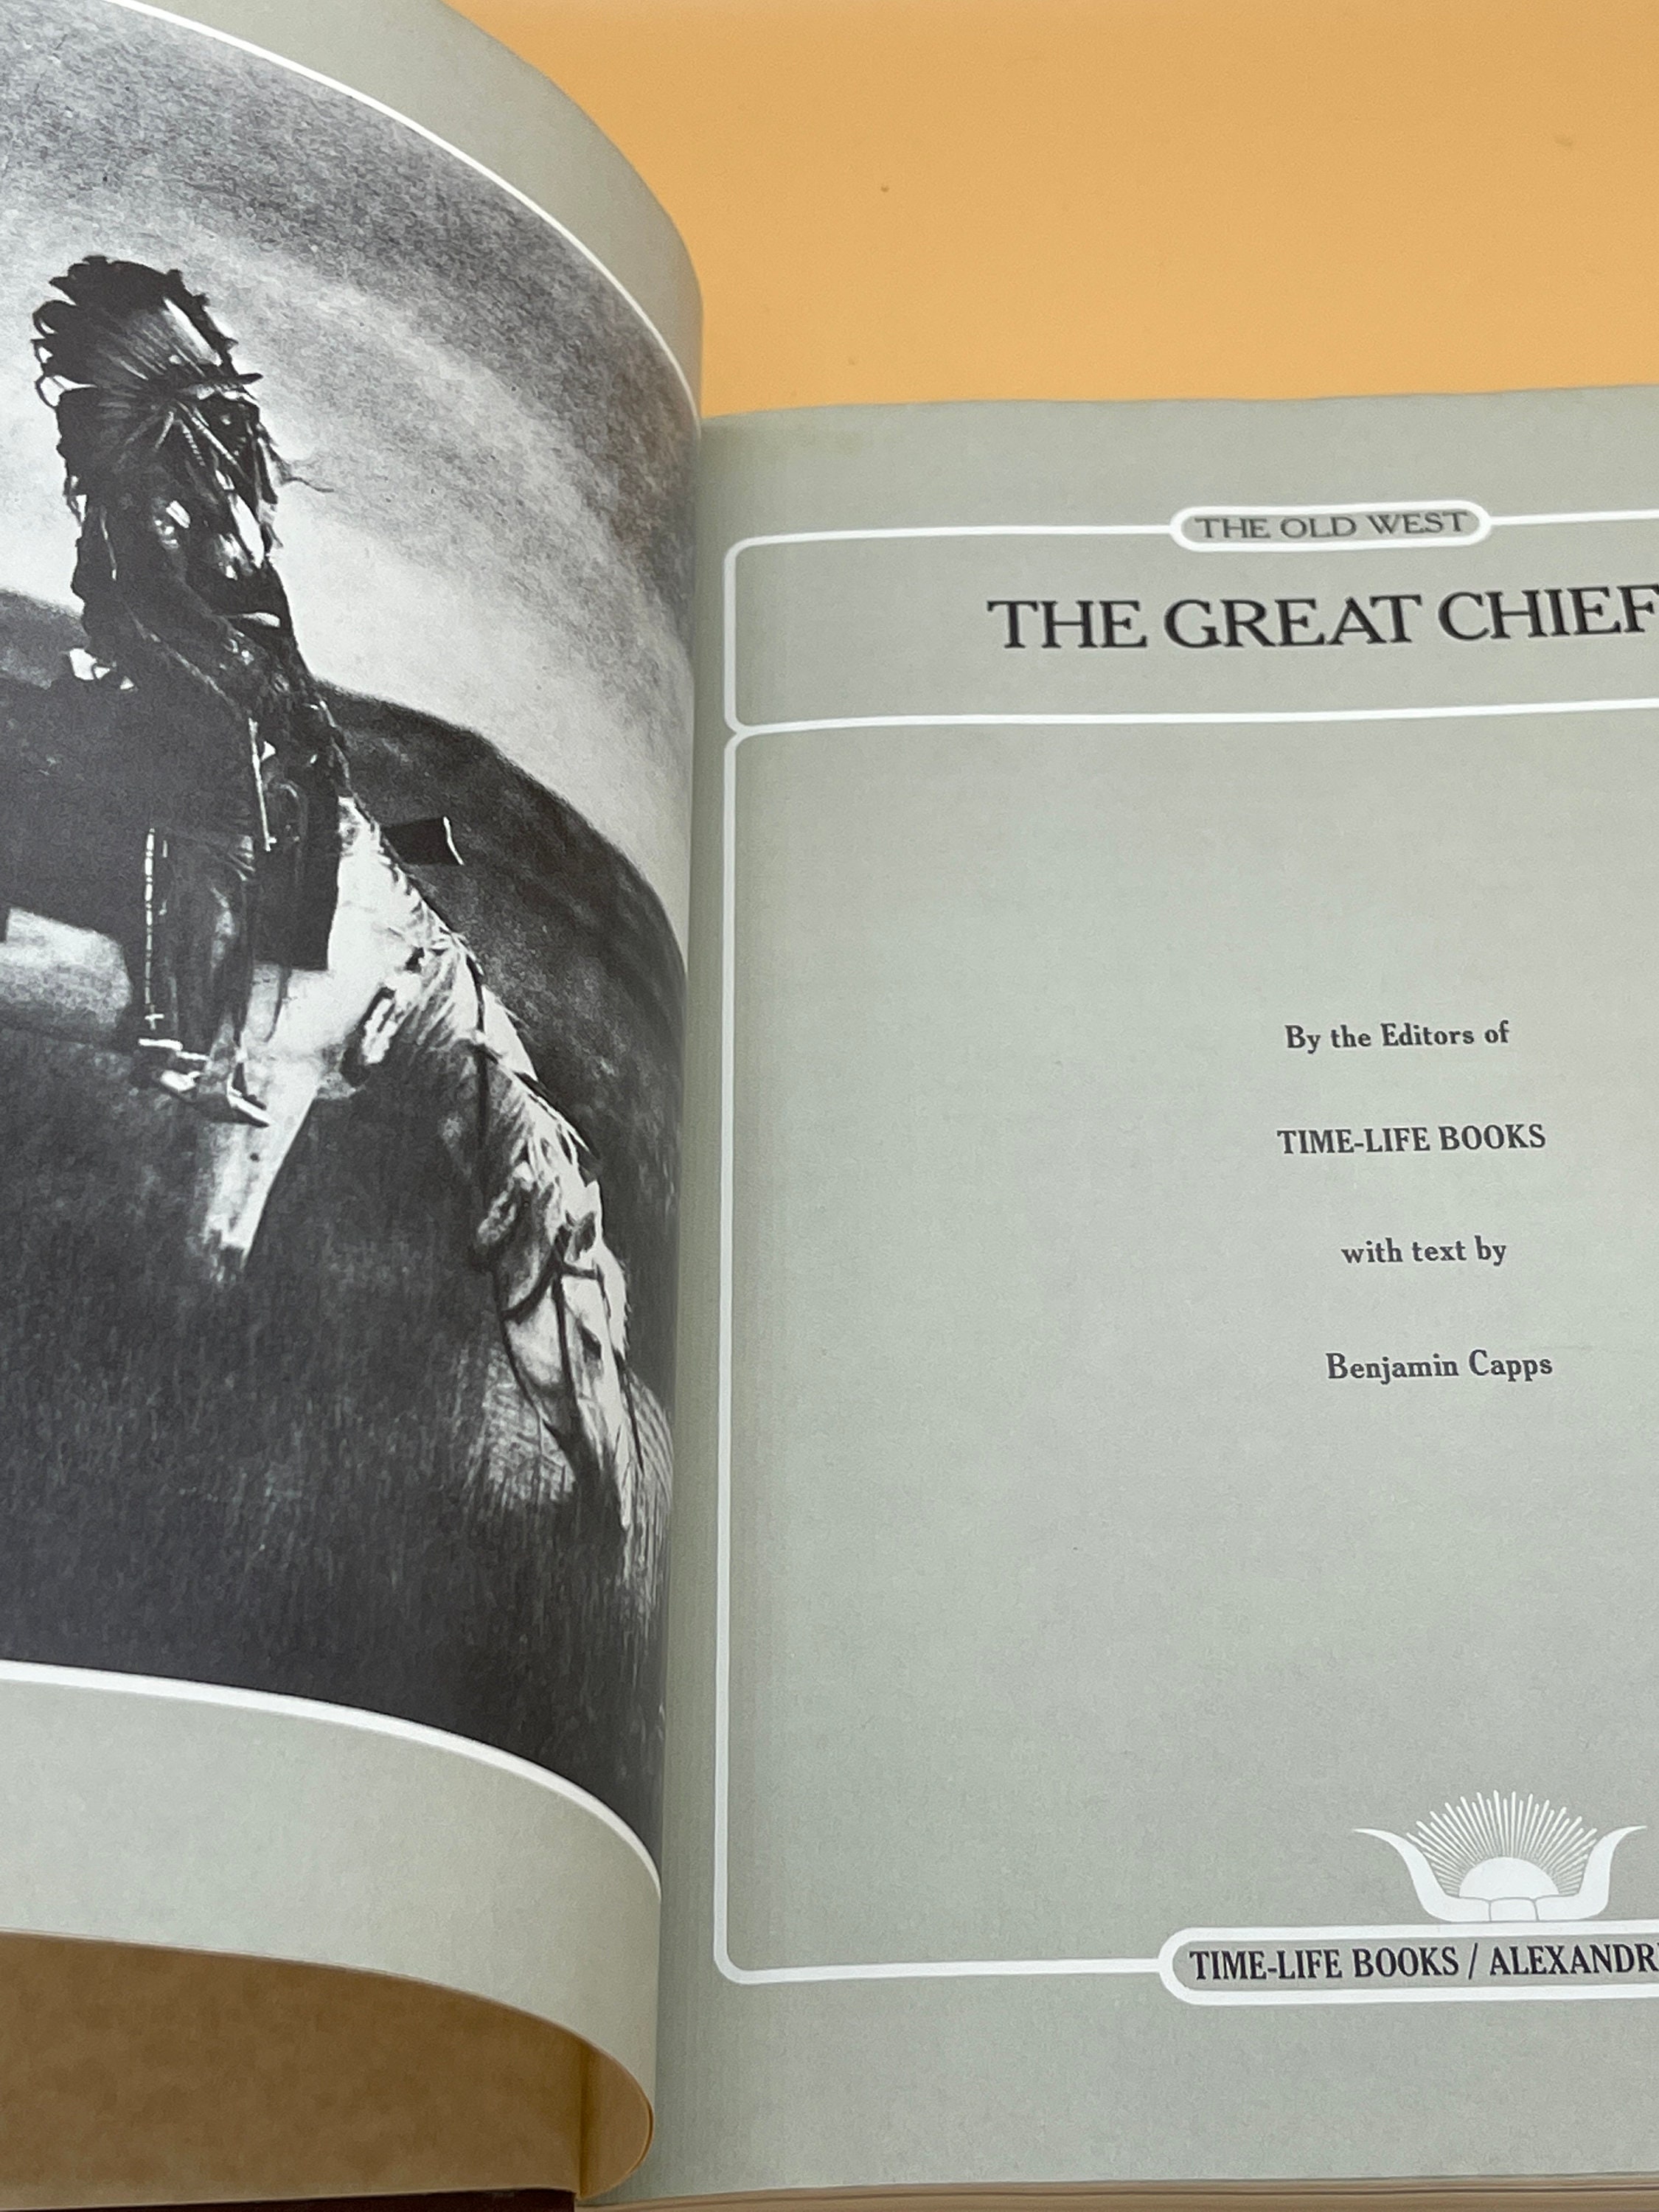 THE OLD WEST
THE GREAT CHIEF
By the Editors of
TIME-LIFE BOOKS
with text by
Benjamin Capps
TIME-LIFE BOOKS / ALEXANDR